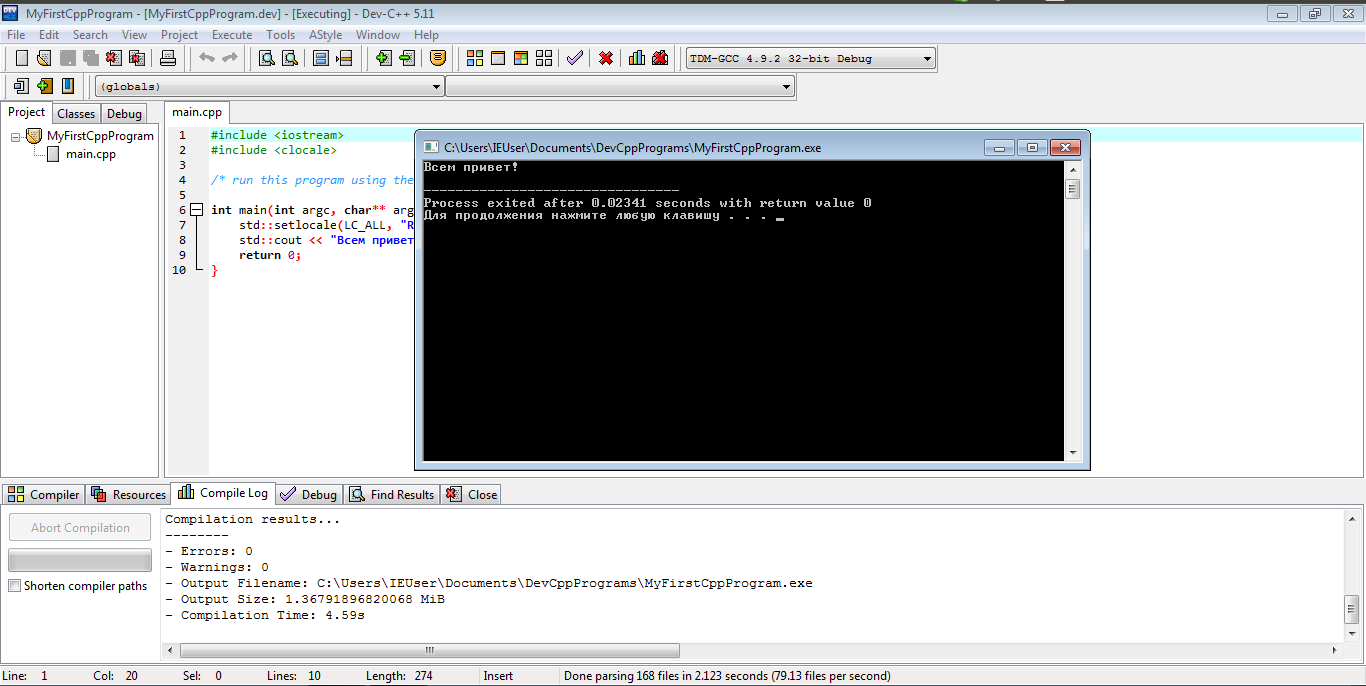 MyFirstCppProgram - [MyFirstCppProgram.dev] - [Executing] - Dev-C++ 5.11
File Edit Search View Project Execute Tools AStyle Window Help
TDM-GCC 4.9.2 32-bit Debug
(globals)
Project Classes Debug
MyFirstCppProgram
main.cpp
main.cpp
1 #include <iostream>
2 #include <clocale>
3
4 /* run this program using the
5
6 int main(int argc, char** arg
7 std::setlocale(LC_ALL, "R
8 std::cout << "Всем привет
9 return 0;
10 }
C:\Users\IEUser\Documents\DevCppPrograms\MyFirstCppProgram.exe
Всем привет!
--------------------------------
Process exited after 0.02341 seconds with return value 0
Для продолжения нажмите любую клавишу . . . _
Compiler Resources Compile Log Debug Find Results Close
Abort Compilation
Shorten compiler paths
Compilation results...
--------
- Errors: 0
- Warnings: 0
- Output Filename: C:\Users\IEUser\Documents\DevCppPrograms\MyFirstCppProgram.exe
- Output Size: 1.36791896820068 MiB
- Compilation Time: 4.59s
Line: 1 Col: 20 Sel: 0 Lines: 10 Length: 274 Insert Done parsing 168 files in 2.123 seconds (79.13 files per second)